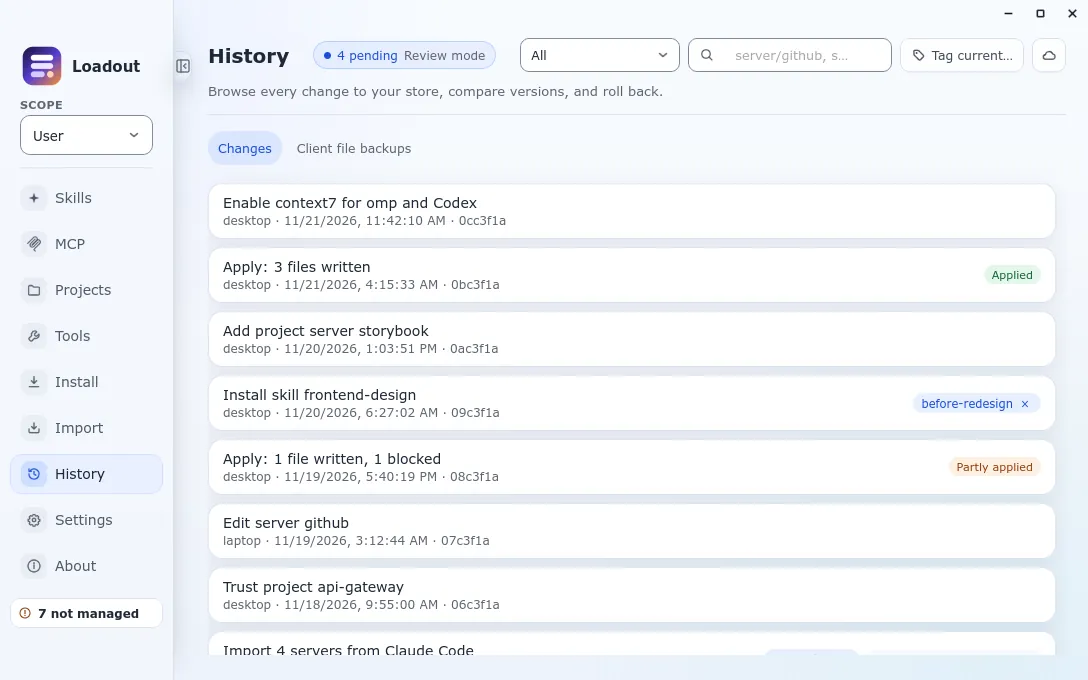 Loadout
SCOPE
User
Skills
MCP
Projects
Tools
Install
Import
History
Settings
About
7 not managed
History
4 pending Review mode
All
server/github, s...
Tag current...
Browse every change to your store, compare versions, and roll back.
Changes
Client file backups
Enable context7 for omp and Codex
desktop · 11/21/2026, 11:42:10 AM · 0cc3f1a
Apply: 3 files written
desktop · 11/21/2026, 4:15:33 AM · 0bc3f1a
Applied
Add project server storybook
desktop · 11/20/2026, 1:03:51 PM · 0ac3f1a
Install skill frontend-design
desktop · 11/20/2026, 6:27:02 AM · 09c3f1a
before-redesign ×
Apply: 1 file written, 1 blocked
desktop · 11/19/2026, 5:40:19 PM · 08c3f1a
Partly applied
Edit server github
laptop · 11/19/2026, 3:12:44 AM · 07c3f1a
Trust project api-gateway
desktop · 11/18/2026, 9:55:00 AM · 06c3f1a
Import 4 servers from Claude Code